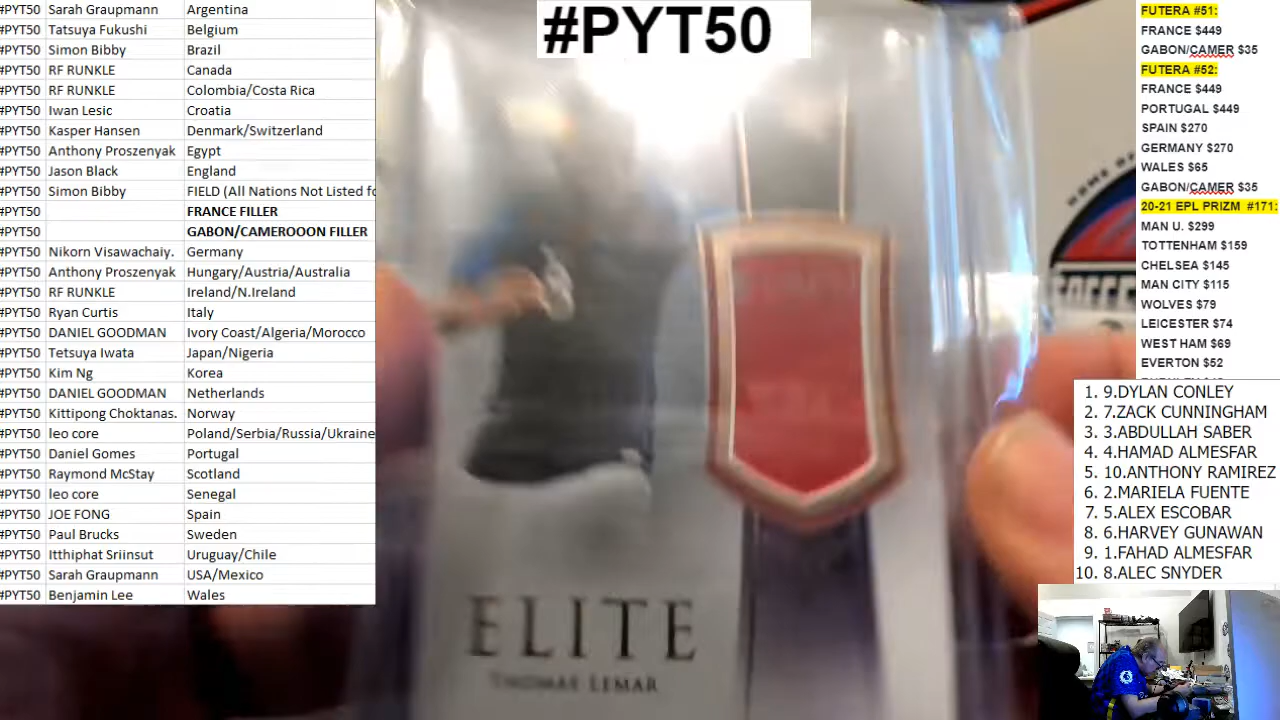 #PYT50
#PYT50 Sarah Graupmann Argentina
#PYT50 Tatsuya Fukushi Belgium
#PYT50 Simon Bibby Brazil
#PYT50 RF RUNKLE Canada
#PYT50 RF RUNKLE Colombia/Costa Rica
#PYT50 Iwan Lesic Croatia
#PYT50 Kasper Hansen Denmark/Switzerland
#PYT50 Anthony Proszenyak Egypt
#PYT50 Jason Black England
#PYT50 Simon Bibby FIELD (All Nations Not Listed fo
#PYT50 FRANCE FILLER
#PYT50 GABON/CAMEROOON FILLER
#PYT50 Nikorn Visawachaiy. Germany
#PYT50 Anthony Proszenyak Hungary/Austria/Australia
#PYT50 RF RUNKLE Ireland/N.Ireland
#PYT50 Ryan Curtis Italy
#PYT50 DANIEL GOODMAN Ivory Coast/Algeria/Morocco
#PYT50 Tetsuya Iwata Japan/Nigeria
#PYT50 Kim Ng Korea
#PYT50 DANIEL GOODMAN Netherlands
#PYT50 Kittipong Choktanas. Norway
#PYT50 leo core Poland/Serbia/Russia/Ukraine
#PYT50 Daniel Gomes Portugal
#PYT50 Raymond McStay Scotland
#PYT50 leo core Senegal
#PYT50 JOE FONG Spain
#PYT50 Paul Brucks Sweden
#PYT50 Itthiphat Sriinsut Uruguay/Chile
#PYT50 Sarah Graupmann USA/Mexico
#PYT50 Benjamin Lee Wales
ELITE
THOMAS LEMAR
HOME
FUTERA #51:
FRANCE $449
GABON/CAMER $35
FUTERA #52:
FRANCE $449
PORTUGAL $449
SPAIN $270
GERMANY $270
WALES $65
GABON/CAMER $35
20-21 EPL PRIZM #171:
MAN U. $299
TOTTENHAM $159
CHELSEA $145
MAN CITY $115
WOLVES $79
LEICESTER $74
WEST HAM $69
EVERTON $52
1. 9.DYLAN CONLEY
2. 7.ZACK CUNNINGHAM
3. 3.ABDULLAH SABER
4. 4.HAMAD ALMESFAR
5. 10.ANTHONY RAMIREZ
6. 2.MARIELA FUENTE
7. 5.ALEX ESCOBAR
8. 6.HARVEY GUNAWAN
9. 1.FAHAD ALMESFAR
10. 8.ALEC SNYDER